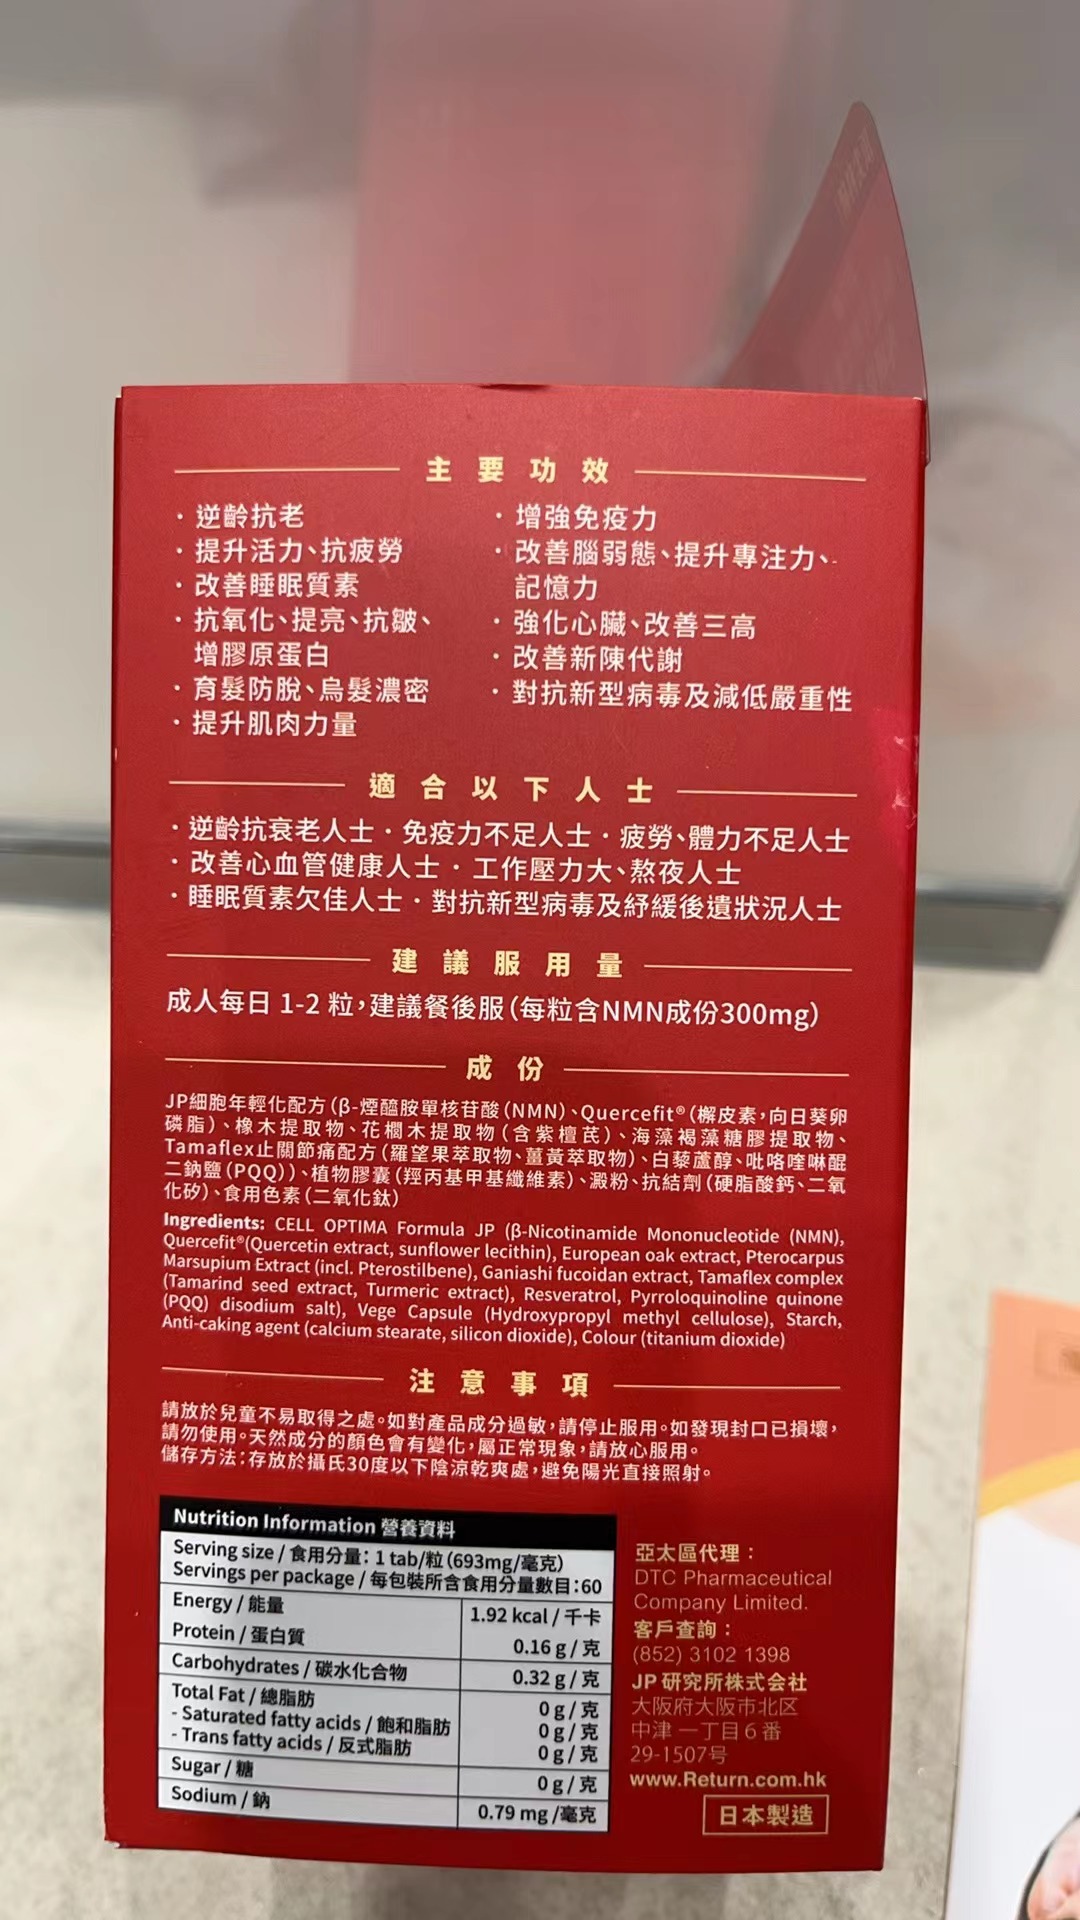 主要功效
· 逆齡抗老
· 提升活力、抗疲勞
· 改善睡眠質素
· 抗氧化、提亮、抗皺、
增膠原蛋白
· 育髮防脫、烏髮濃密
· 提升肌肉力量
· 增強免疫力
· 改善腦弱態、提升專注力、
記憶力
· 強化心臟、改善三高
· 改善新陳代謝
· 對抗新型病毒及減低嚴重性
適合以下人士
· 逆齡抗衰老人士 · 免疫力不足人士 · 疲勞、體力不足人士
· 改善心血管健康人士 · 工作壓力大、熬夜人士
· 睡眠質素欠佳人士 · 對抗新型病毒及紓緩後遺狀況人士
建議服用量
成人每日 1-2 粒,建議餐後服(每粒含NMN成份300mg)
成份
JP細胞年輕化配方(β-煙醯胺單核苷酸(NMN)、Quercefit®(槲皮素,向日葵卵
磷脂)、橡木提取物、花櫚木提取物(含紫檀芪)、海藻褐藻糖膠提取物、
Tamaflex止關節痛配方(羅望果萃取物、薑黃萃取物)、白藜蘆醇、吡咯喹啉醌
二鈉鹽(PQQ))、植物膠囊(羥丙基甲基纖維素)、澱粉、抗結劑(硬脂酸鈣、二氧
化矽)、食用色素(二氧化鈦)
Ingredients: CELL OPTIMA Formula JP (β-Nicotinamide Mononucleotide (NMN),
Quercefit®(Quercetin extract, sunflower lecithin), European oak extract, Pterocarpus
Marsupium Extract (incl. Pterostilbene), Ganiashi fucoidan extract, Tamaflex complex
(Tamarind seed extract, Turmeric extract), Resveratrol, Pyrroloquinoline quinone
(PQQ) disodium salt), Vege Capsule (Hydroxypropyl methyl cellulose), Starch,
Anti-caking agent (calcium stearate, silicon dioxide), Colour (titanium dioxide)
注意事項
請放於兒童不易取得之處。如對產品成分過敏,請停止服用。如發現封口已損壞,
請勿使用。天然成分的顏色會有變化,屬正常現象,請放心服用。
儲存方法:存放於攝氏30度以下陰涼乾爽處,避免陽光直接照射。
Nutrition Information 營養資料
Serving size / 食用分量: 1 tab/粒 (693mg/毫克)
Servings per package / 每包裝所含食用分量數目:60
Energy / 能量 1.92 kcal / 千卡
Protein / 蛋白質 0.16 g / 克
Carbohydrates / 碳水化合物 0.32 g / 克
Total Fat / 總脂肪 0 g / 克
- Saturated fatty acids / 飽和脂肪 0 g / 克
- Trans fatty acids / 反式脂肪 0 g / 克
Sugar / 糖 0 g / 克
Sodium / 鈉 0.79 mg /毫克
亞太區代理:
DTC Pharmaceutical
Company Limited.
客戶查詢:
(852) 3102 1398
JP 研究所株式会社
大阪府大阪市北区
中津 一丁目 6 番
29-1507号
www.Return.com.hk
日本製造